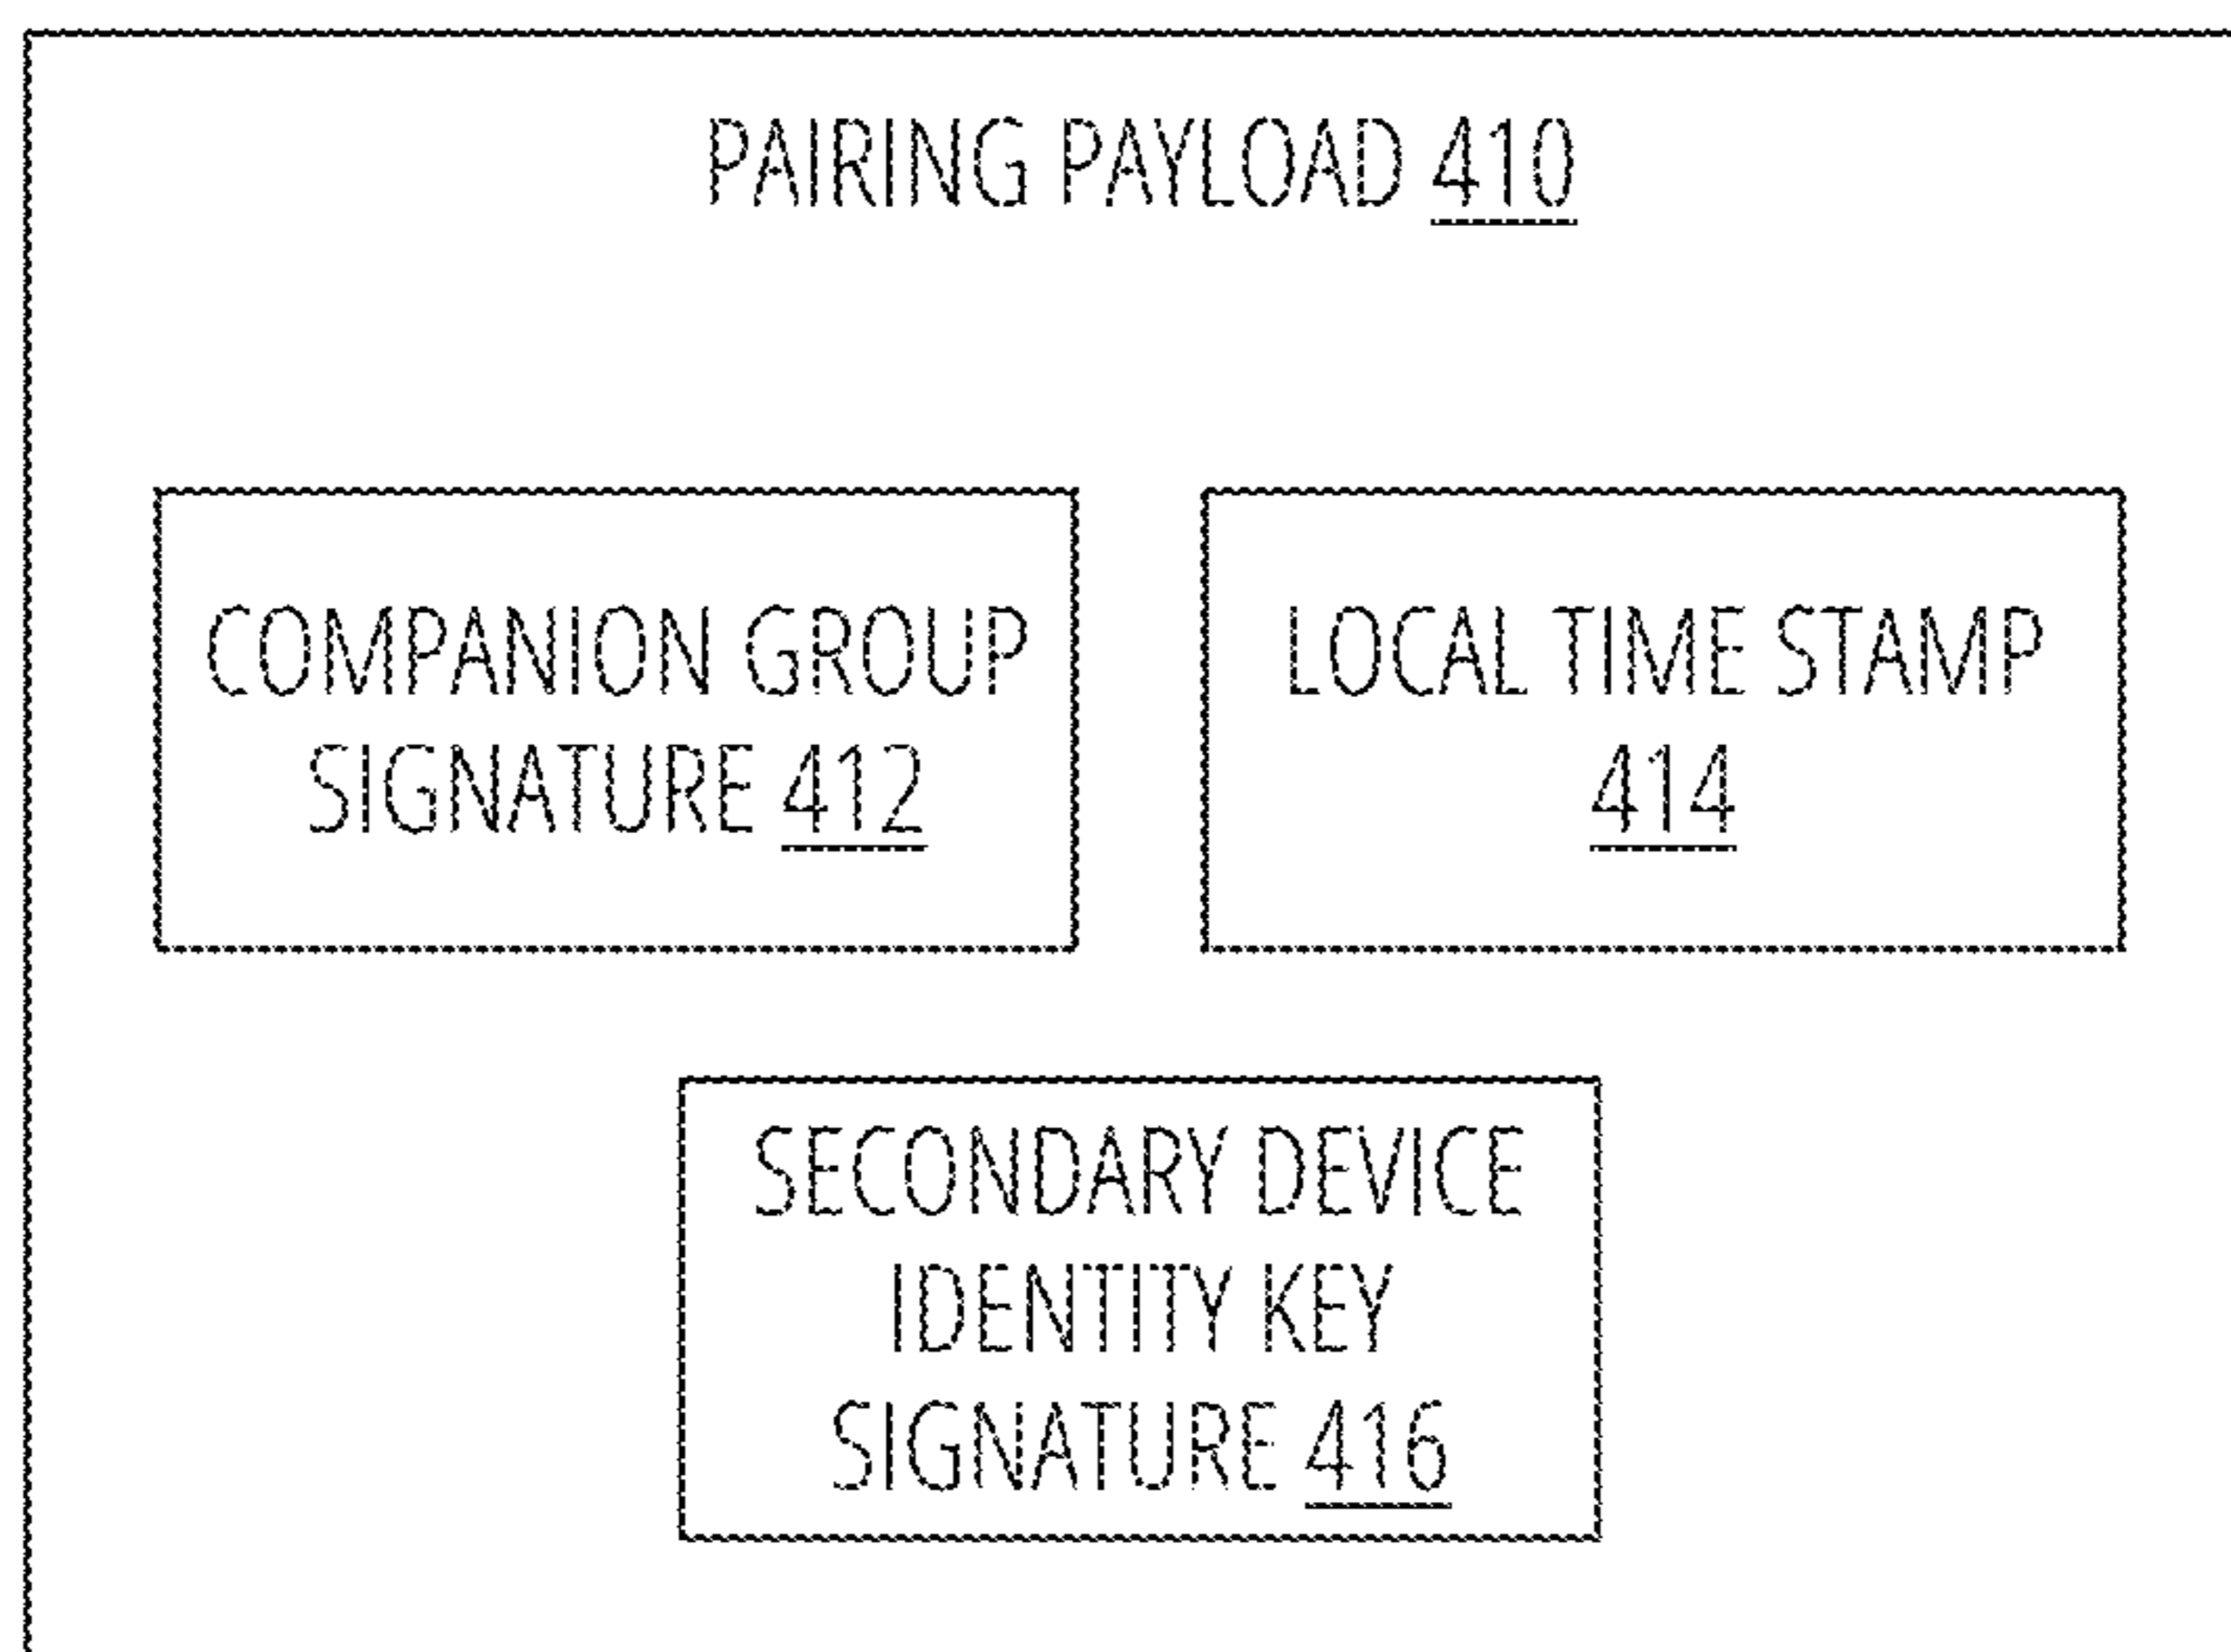 PAIRING PAYLOAD 410
COMPANION GROUP
SIGNATURE 412
LOCAL TIME STAMP
414
SECONDARY DEVICE
IDENTITY KEY
SIGNATURE 416